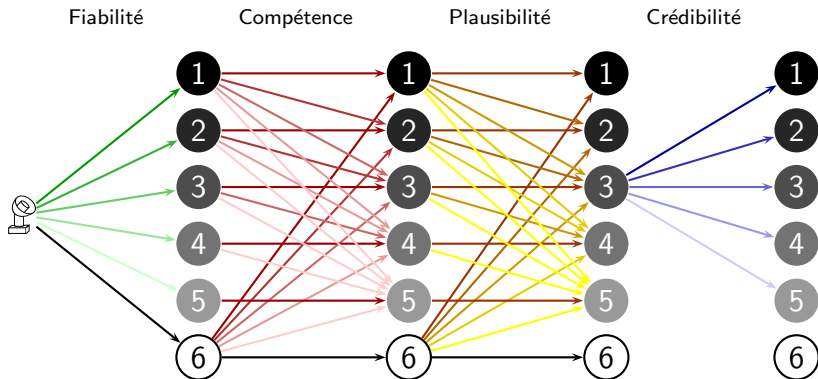 Fiabilité Compétence Plausibilité Crédibilité
1 1 1 1
2 2 2 2
3 3 3 3
4 4 4 4
5 5 5 5
6 6 6 6